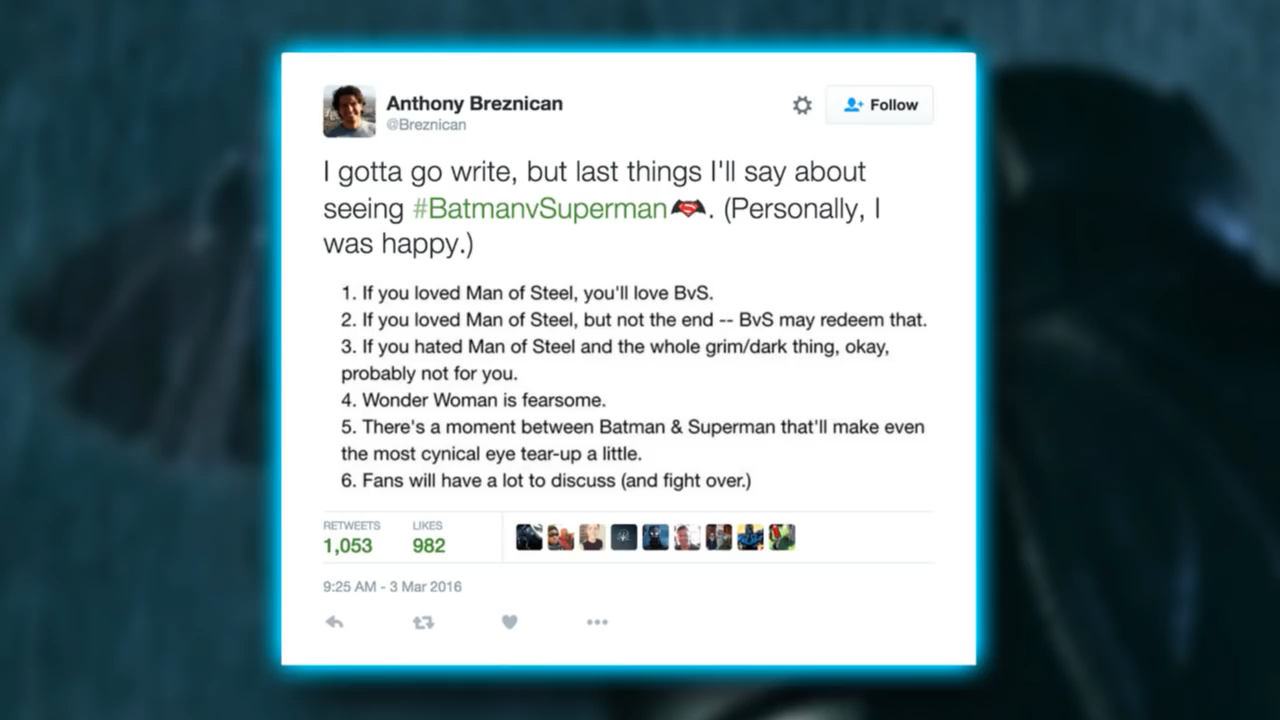 Anthony Breznican
@Breznican
Follow
I gotta go write, but last things I'll say about
seeing #BatmanvSuperman. (Personally, I
was happy.)
1. If you loved Man of Steel, you'll love BvS.
2. If you loved Man of Steel, but not the end -- BvS may redeem that.
3. If you hated Man of Steel and the whole grim/dark thing, okay,
probably not for you.
4. Wonder Woman is fearsome.
5. There's a moment between Batman & Superman that'll make even
the most cynical eye tear-up a little.
6. Fans will have a lot to discuss (and fight over.)
RETWEETS LIKES
1,053 982
9:25 AM - 3 Mar 2016